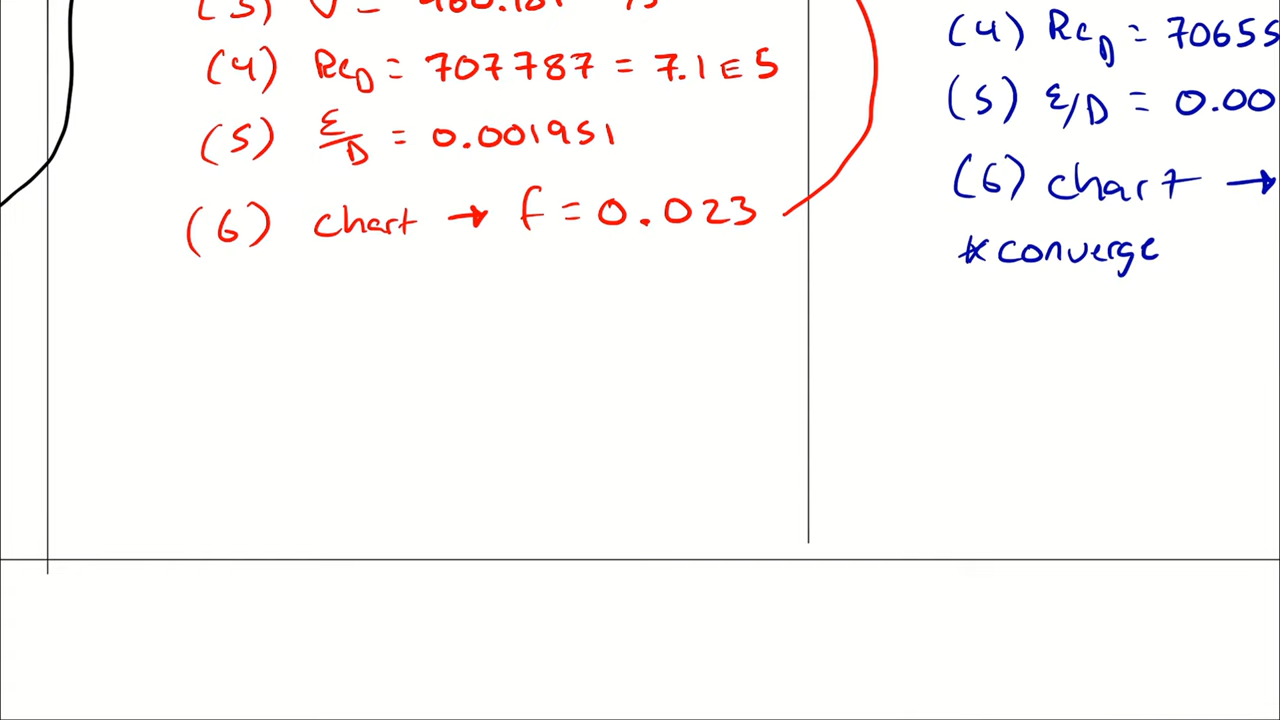 (4) Re_D = 707787 = 7.1E5
(5) ε/D = 0.001951
(6) chart → f = 0.023
(4) Re_D = 70655
(5) ε/D = 0.00
(6) chart →
*converge